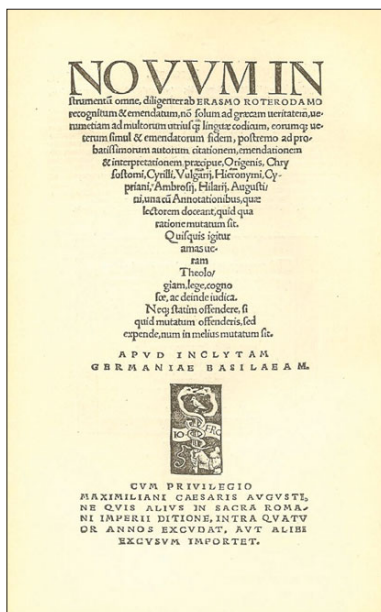 NOVVM IN
strumentũ omne, diligenter ab ERASMO ROTERODAMO
recognitum & emendatum, nõ solum ad græcam ueritatem, ue-
rumetiam ad multorum utriusq; linguæ codicum, eorumq; ue-
terum simul & emendatorum fidem, postremo ad pro-
batissimorum autorum, citationem, emendationem
& interpretationem, præcipue, Origenis, Chry
sostomi, Cyrilli, Vulgarij, Hieronymi, Cy-
priani, Ambrosij, Hilarij, Augusti
ni, una cũ Annotationibus, quæ
lectorem doceant, quid qua
ratione mutatum sit.
Quisquis igitur
amas ue-
ram
Theolo/
giam, lege, cogno
sce, ac deinde iudica.
Neq; statim offendere, si
quid mutatum offenderis, sed
expende, num in melius mutatum sit.
APVD INCLYTAM
GERMANIAE BASILAEAM.
IO FRO
CVM PRIVILEGIO
MAXIMILIANI CAESARIS AVGVSTI,
NE QVIS ALIVS IN SACRA ROMA-
NI IMPERII DITIONE, INTRA QVATV
OR ANNOS EXCVDAT, AVT ALIBI
EXCVSVM IMPORTET.